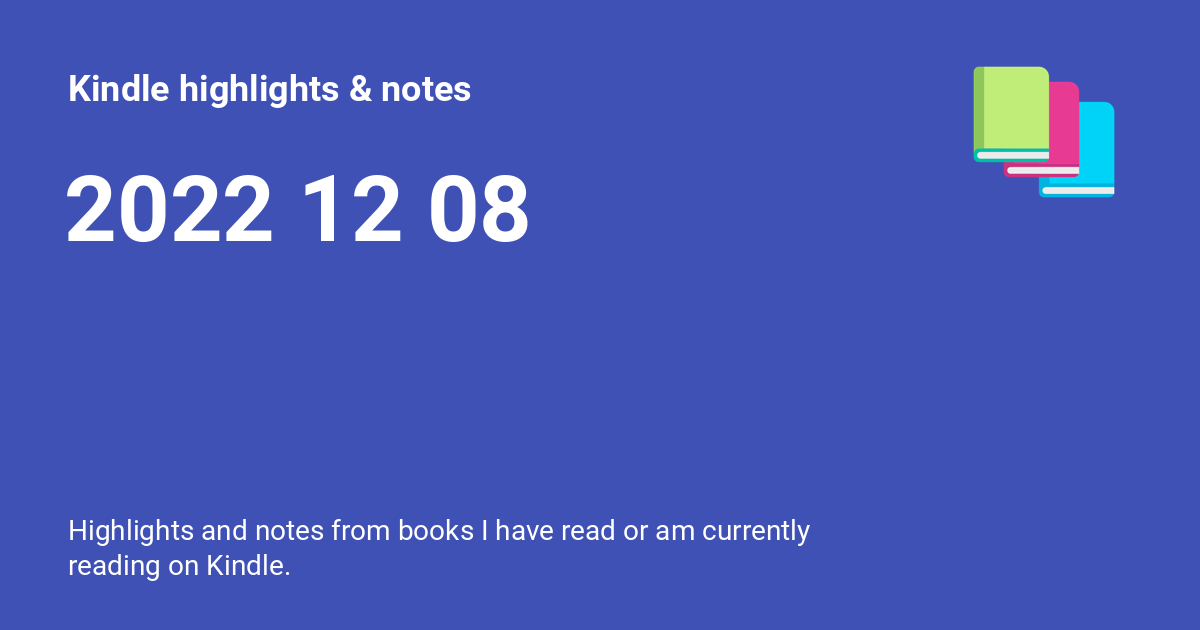 Kindle highlights & notes
2022 12 08
Highlights and notes from books I have read or am currently
reading on Kindle.